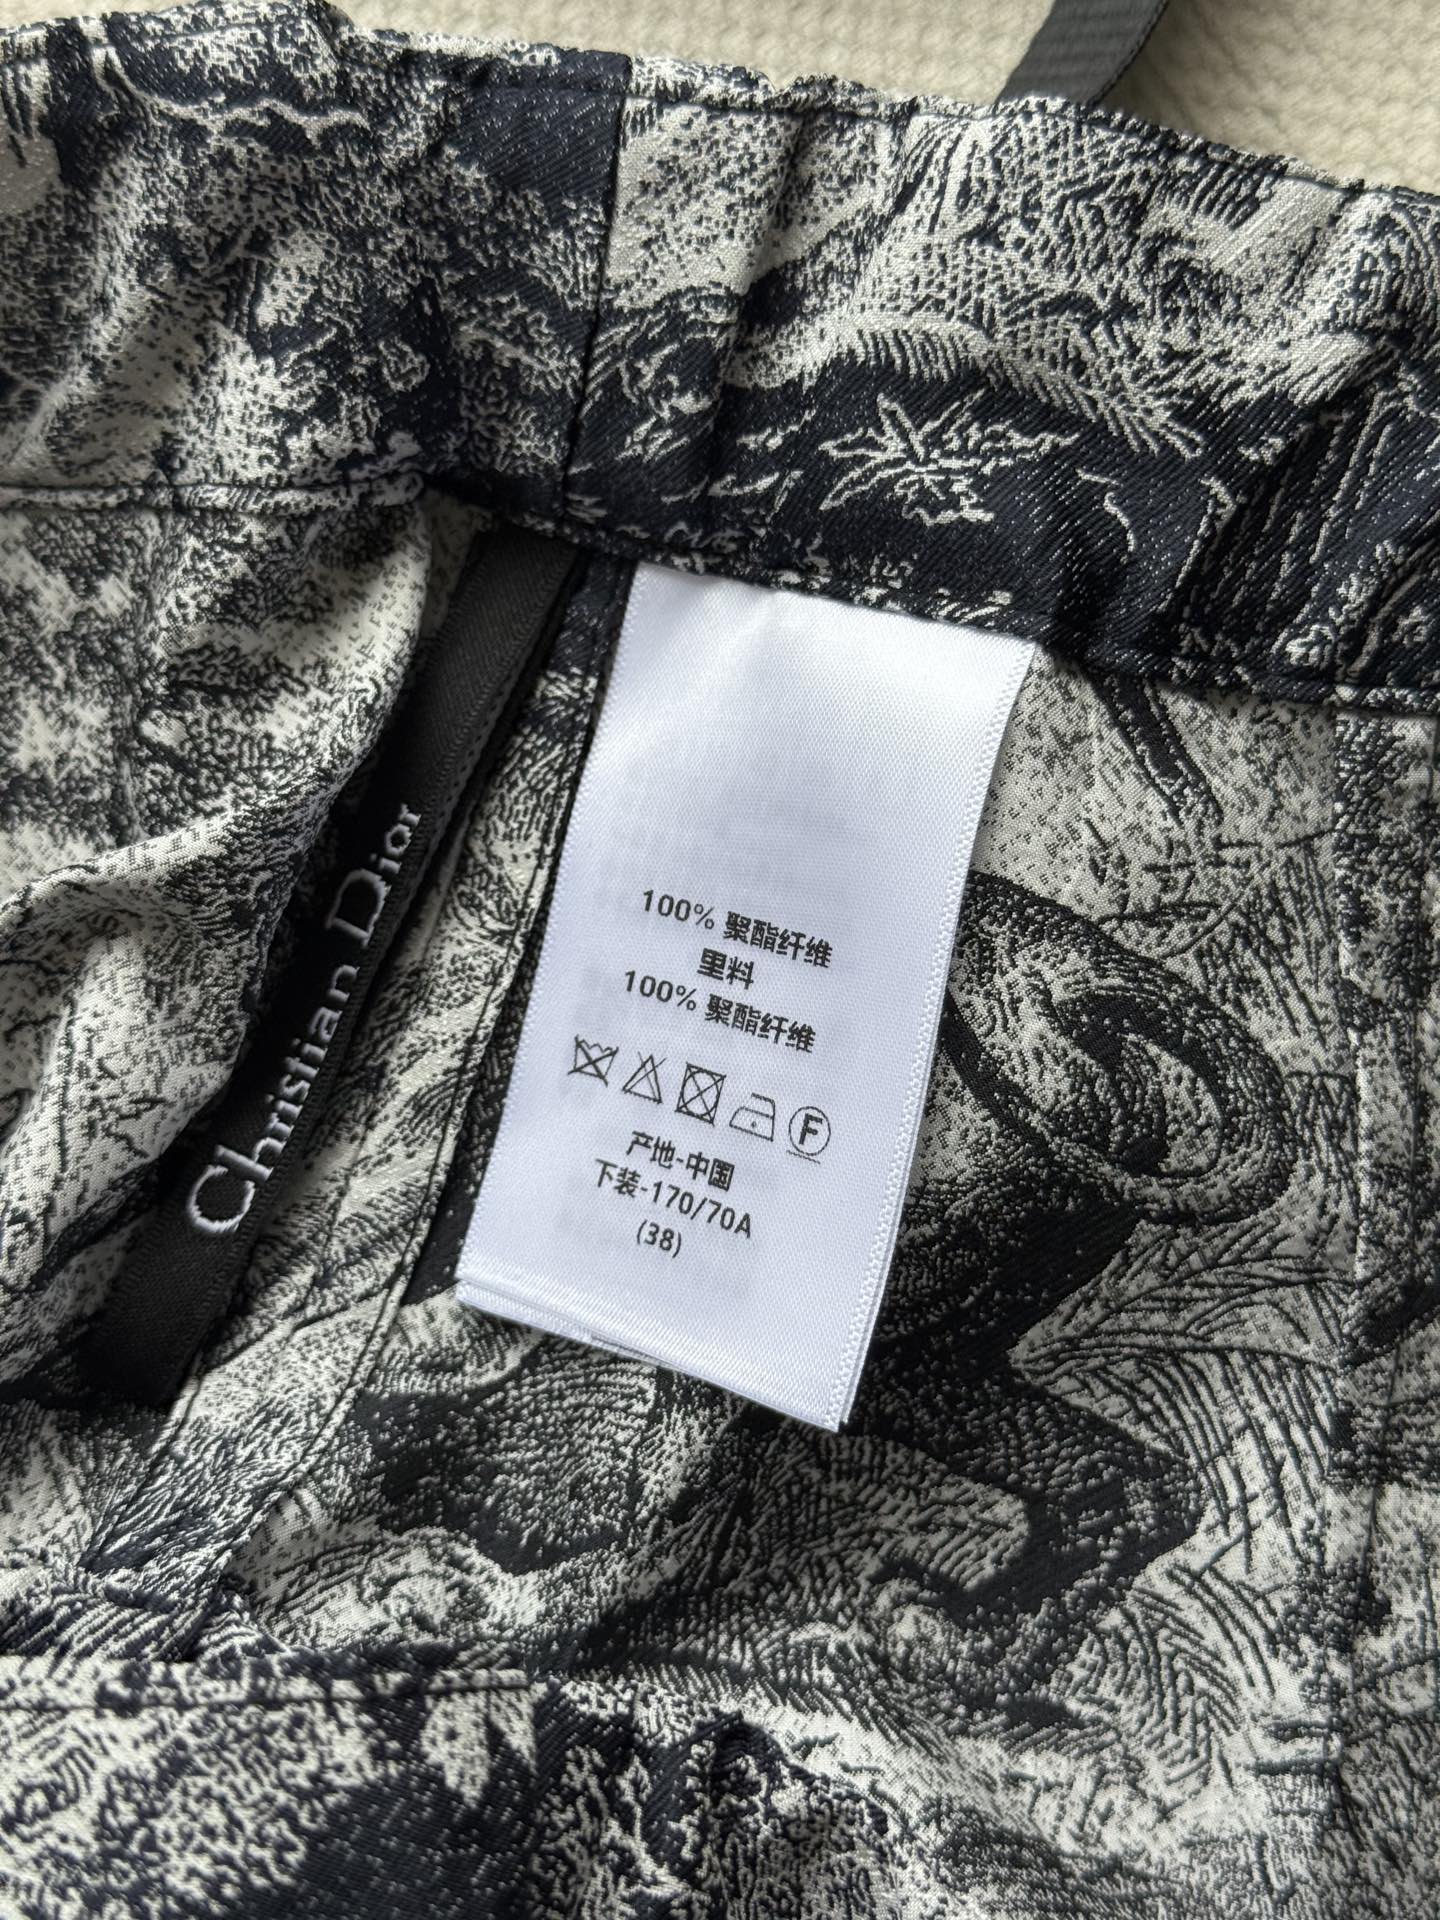 Christian Dior
100% 聚酯纤维
里料
100% 聚酯纤维
F
产地-中国
下装-170/70A
(38)